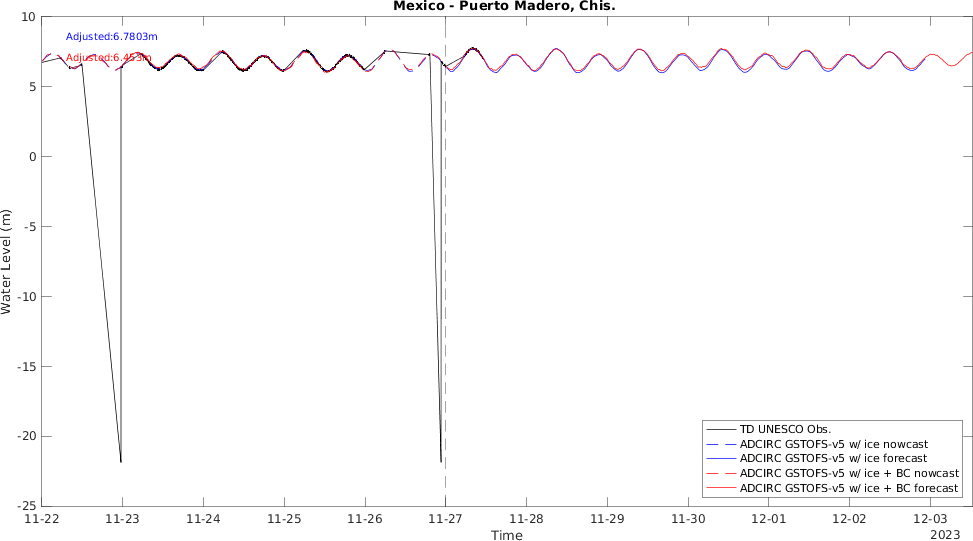 Mexico - Puerto Madero, Chis.
10
Adjusted:6.7803m
Adjusted:6.453m
5
0
-5
-10
-15
-20
-25
Water Level (m)
TD UNESCO Obs.
ADCIRC GSTOFS-v5 w/ ice nowcast
ADCIRC GSTOFS-v5 w/ ice forecast
ADCIRC GSTOFS-v5 w/ ice + BC nowcast
ADCIRC GSTOFS-v5 w/ ice + BC forecast
11-22 11-23 11-24 11-25 11-26 11-27 11-28 11-29 11-30 12-01 12-02 12-03
Time
2023